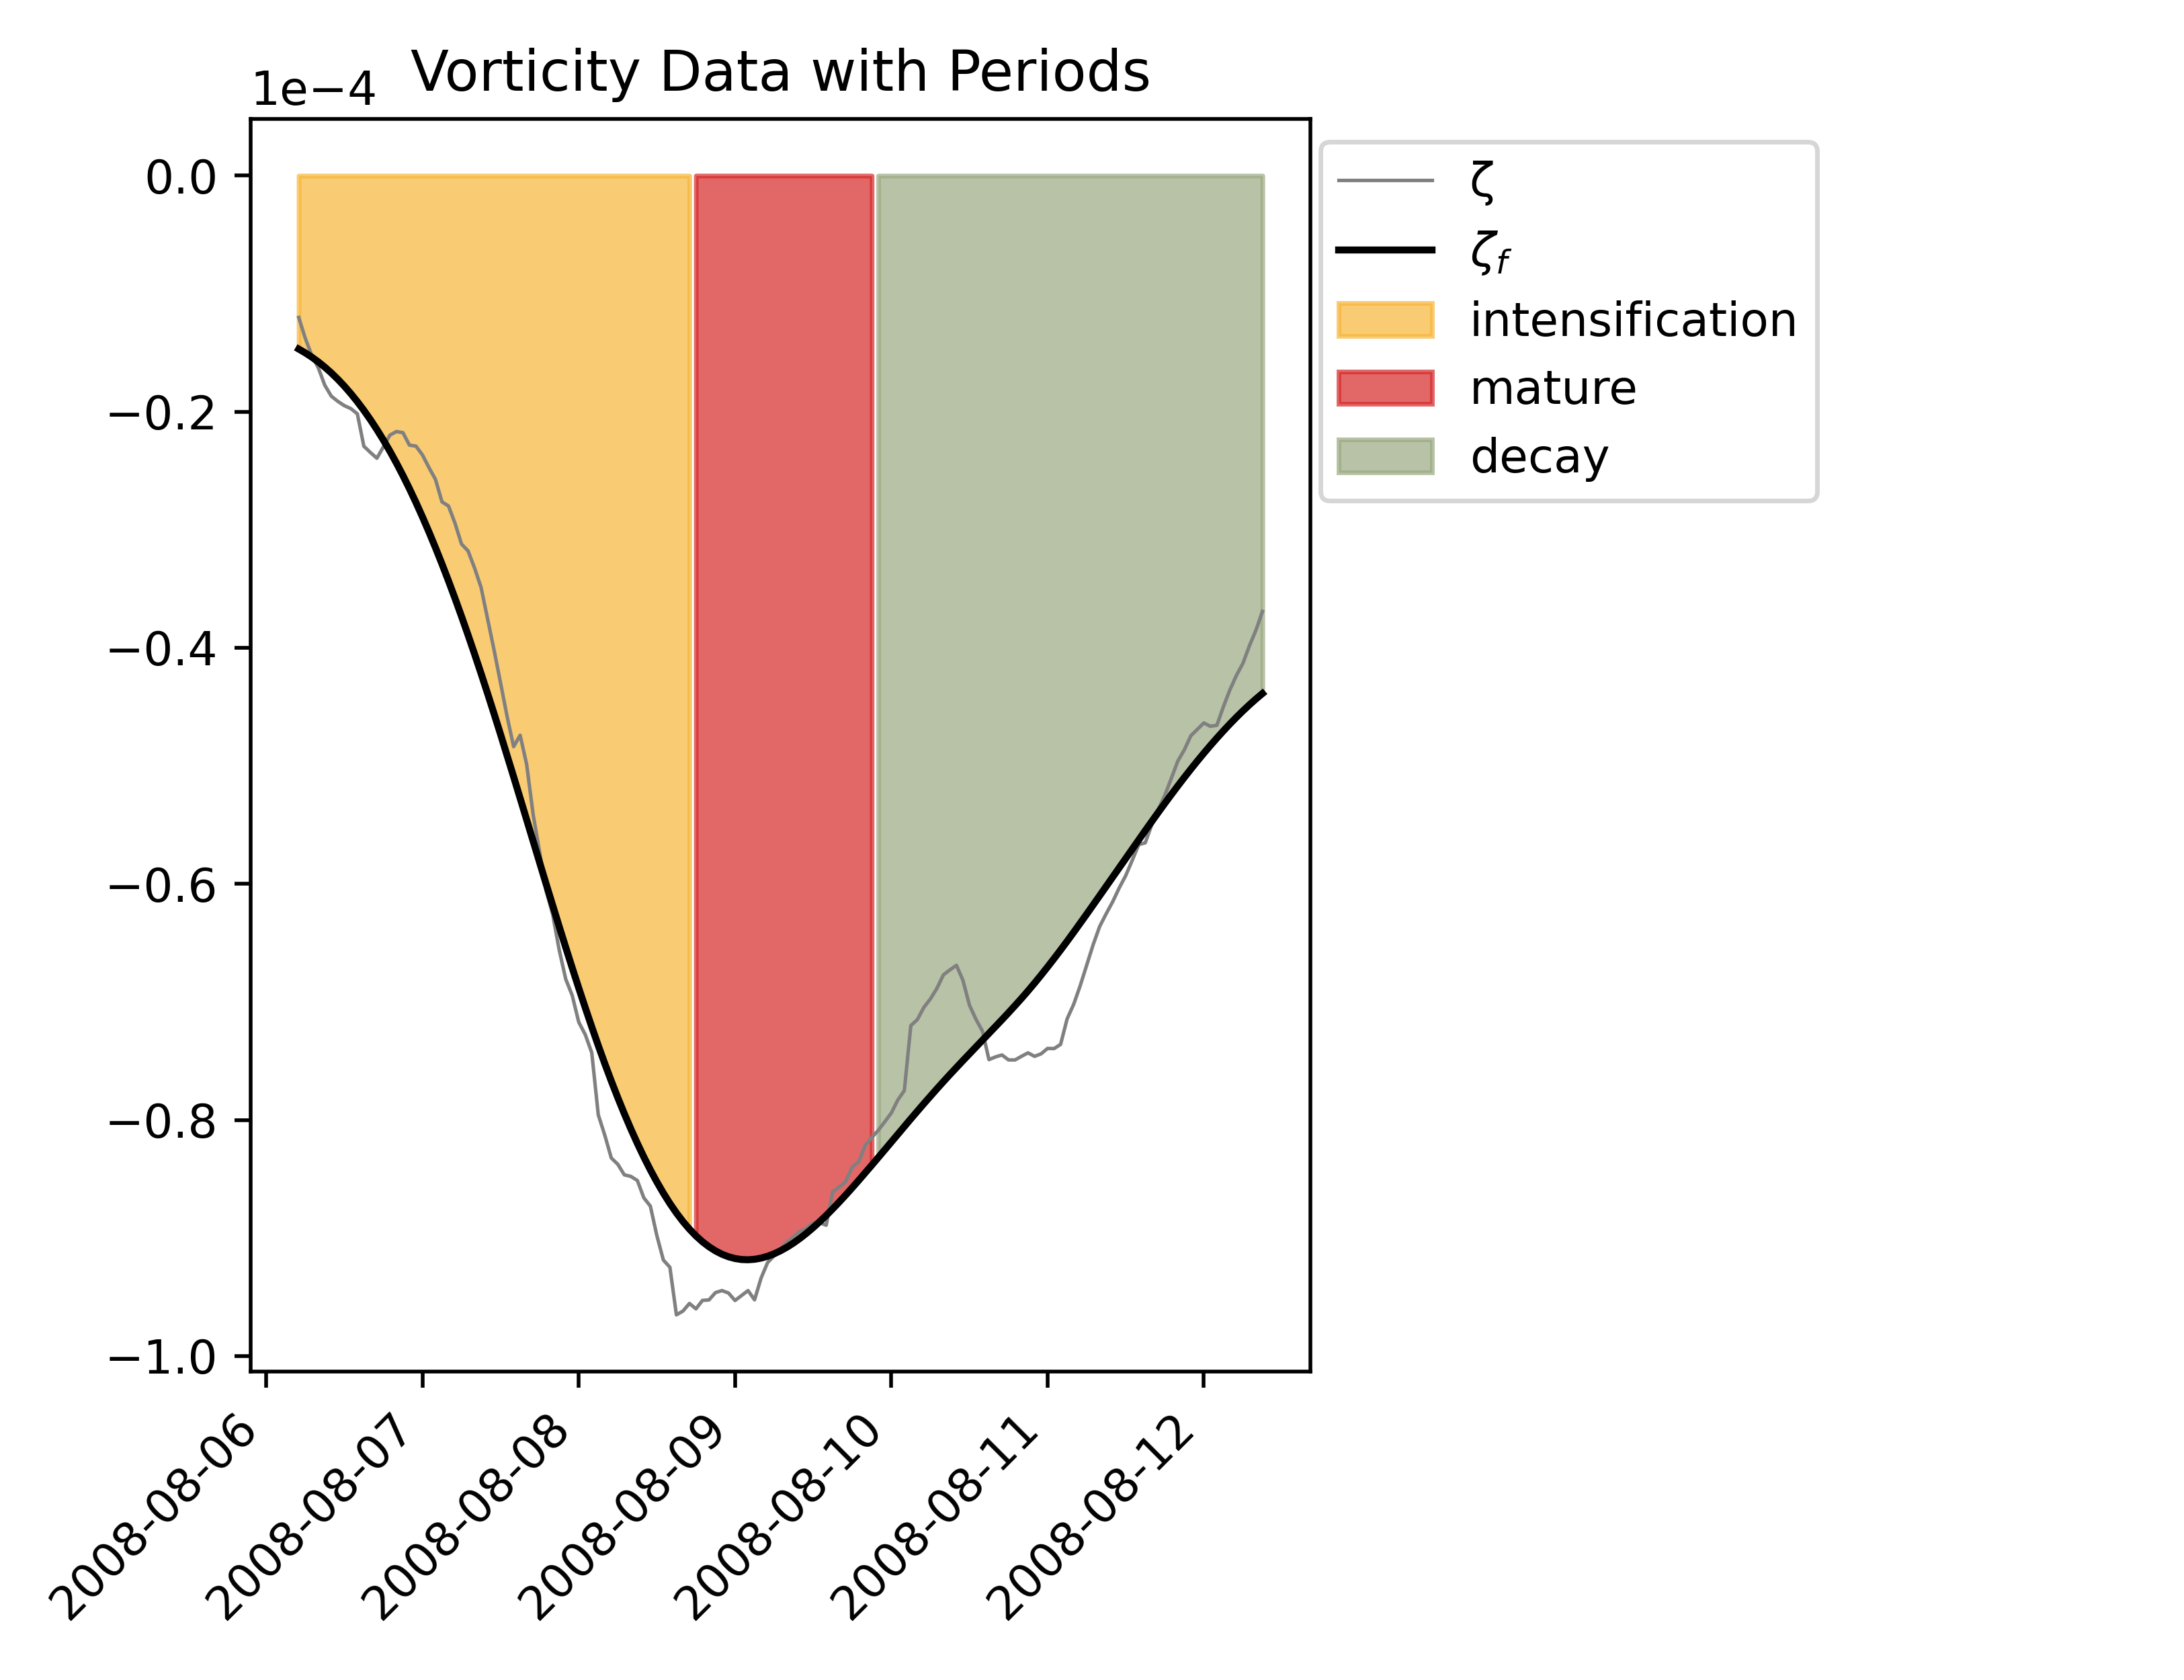 Vorticity Data with Periods
1e−4
0.0
−0.2
−0.4
−0.6
−0.8
−1.0
2008-08-06
2008-08-07
2008-08-08
2008-08-09
2008-08-10
2008-08-11
2008-08-12
ζ
ζf
intensification
mature
decay